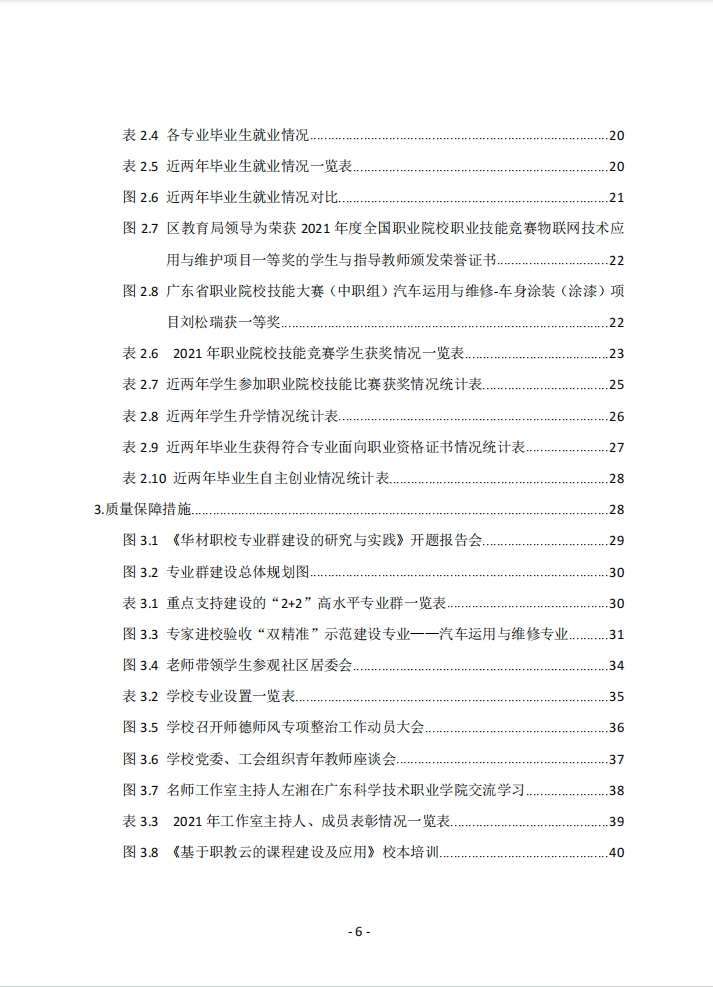 表 2.4 各专业毕业生就业情况........................................20
表 2.5 近两年毕业生就业情况一览表........................................20
图 2.6 近两年毕业生就业情况对比........................................21
图 2.7 区教育局领导为荣获 2021 年度全国职业院校职业技能竞赛物联网技术应
用与维护项目一等奖的学生与指导教师颁发荣誉证书........................................22
图 2.8 广东省职业院校技能大赛（中职组）汽车运用与维修-车身涂装（涂漆）项
目刘松瑞获一等奖........................................22
表 2.6 2021 年职业院校技能竞赛学生获奖情况一览表........................................23
表 2.7 近两年学生参加职业院校技能比赛获奖情况统计表........................................25
表 2.8 近两年学生升学情况统计表........................................26
表 2.9 近两年毕业生获得符合专业面向职业资格证书情况统计表........................................27
表 2.10 近两年毕业生自主创业情况统计表........................................28
3.质量保障措施........................................28
图 3.1 《华材职校专业群建设的研究与实践》开题报告会........................................29
图 3.2 专业群建设总体规划图........................................30
表 3.1 重点支持建设的“2+2”高水平专业群一览表........................................30
图 3.3 专家进校验收“双精准”示范建设专业——汽车运用与维修专业........................................31
图 3.4 老师带领学生参观社区居委会........................................34
表 3.2 学校专业设置一览表........................................35
图 3.5 学校召开师德师风专项整治工作动员大会........................................36
图 3.6 学校党委、工会组织青年教师座谈会........................................37
图 3.7 名师工作室主持人左湘在广东科学技术职业学院交流学习........................................38
表 3.3 2021 年工作室主持人、成员表彰情况一览表........................................39
图 3.8 《基于职教云的课程建设及应用》校本培训........................................40
- 6 -